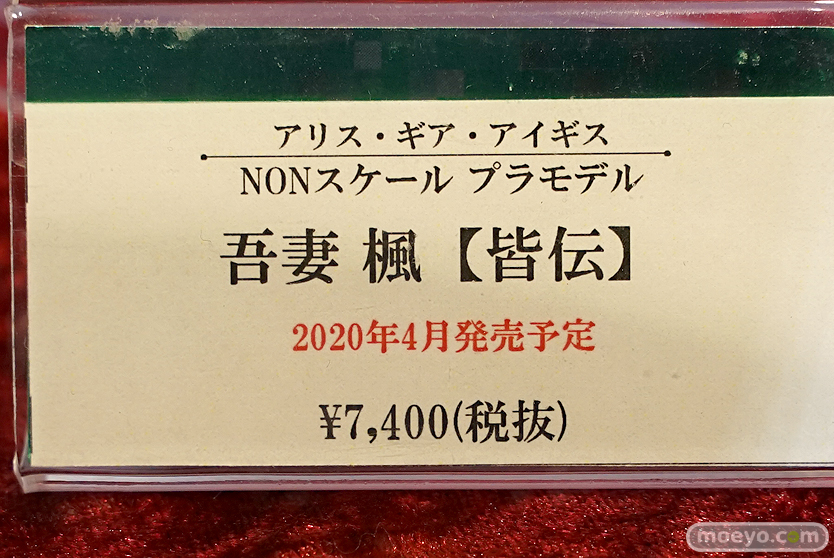 アリス・ギア・アイギス
NONスケール プラモデル
吾妻 楓【皆伝】
2020年4月発売予定
¥7,400(税抜)
moeyo.com